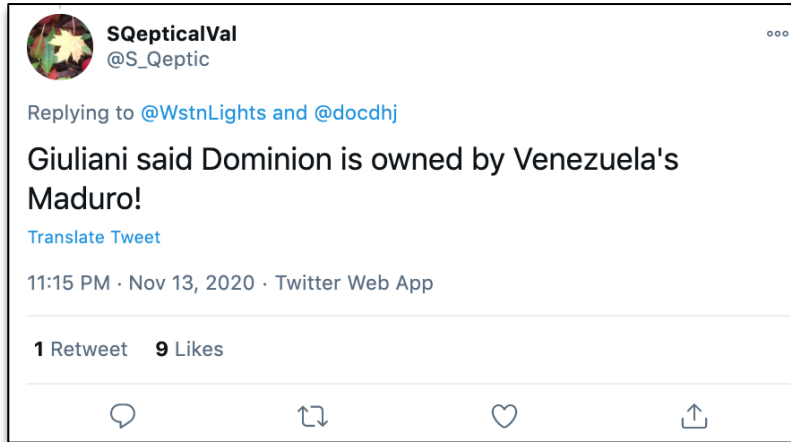 SQepticalVal
@S_Qeptic
Replying to @WstnLights and @docdhj
Giuliani said Dominion is owned by Venezuela's
Maduro!
Translate Tweet
11:15 PM · Nov 13, 2020 · Twitter Web App
1 Retweet 9 Likes